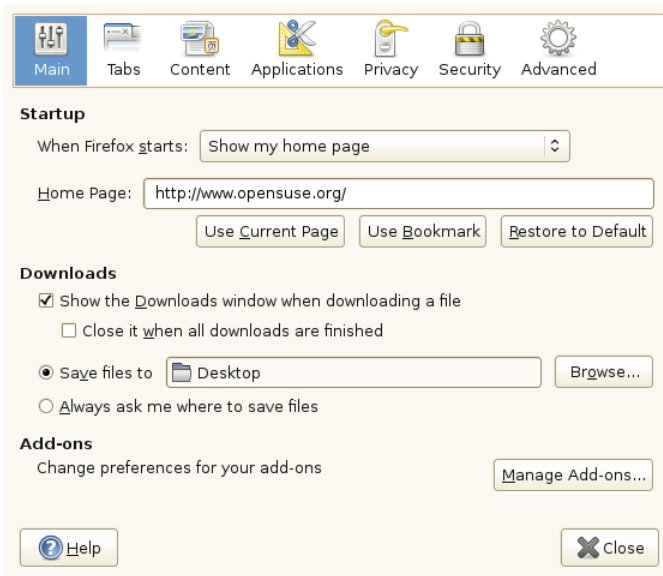 Main Tabs Content Applications Privacy Security Advanced
Startup
When Firefox starts: Show my home page
Home Page: http://www.opensuse.org/
Use Current Page Use Bookmark Restore to Default
Downloads
Show the Downloads window when downloading a file
Close it when all downloads are finished
Save files to Desktop Browse...
Always ask me where to save files
Add-ons
Change preferences for your add-ons
Manage Add-ons...
Help Close